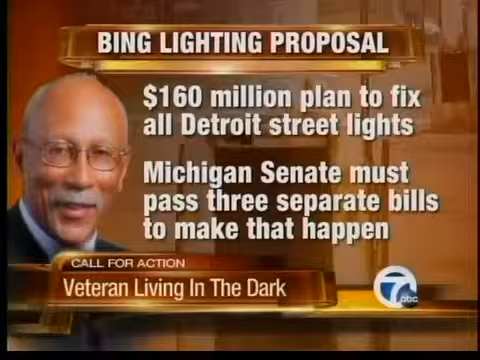 BING LIGHTING PROPOSAL
$160 million plan to fix
all Detroit street lights
Michigan Senate must
pass three separate bills
to make that happen
CALL FOR ACTION
Veteran Living In The Dark
7
abc